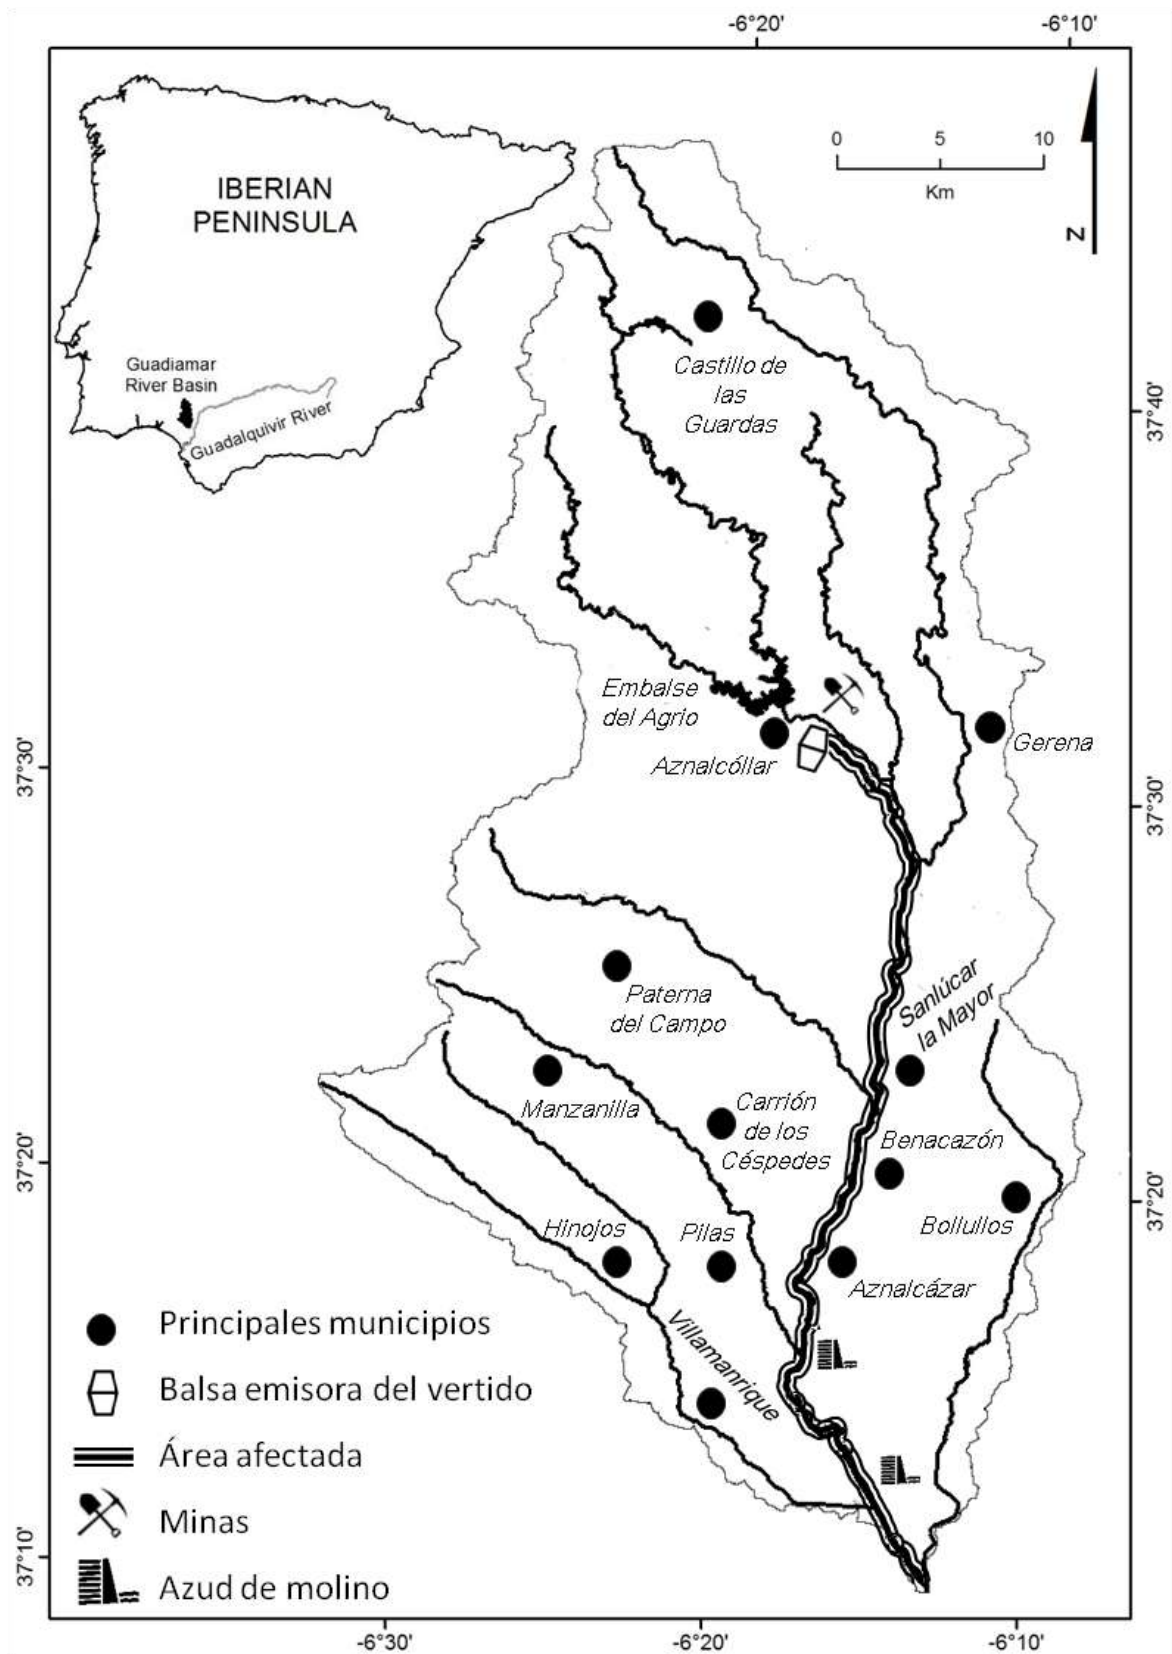 -6°20'
-6°10'
0
5
10
Km
N
IBERIAN
PENINSULA
Guadiamar
River Basin
Guadalquivir River
Castillo de
las
Guardas
37°40'
Embalse
del Agrio
Aznalcóllar
Gerena
37°30'
37°30'
Paterna
del Campo
Sanlúcar
la Mayor
Manzanilla
Carrión
de los
Céspedes
Benacazón
37°20'
37°20'
Bollullos
Hinojos
Pilas
Aznalcázar
Villamanrique
Principales municipios
Balsa emisora del vertido
Área afectada
Minas
Azud de molino
37°10'
-6°30'
-6°20'
-6°10'